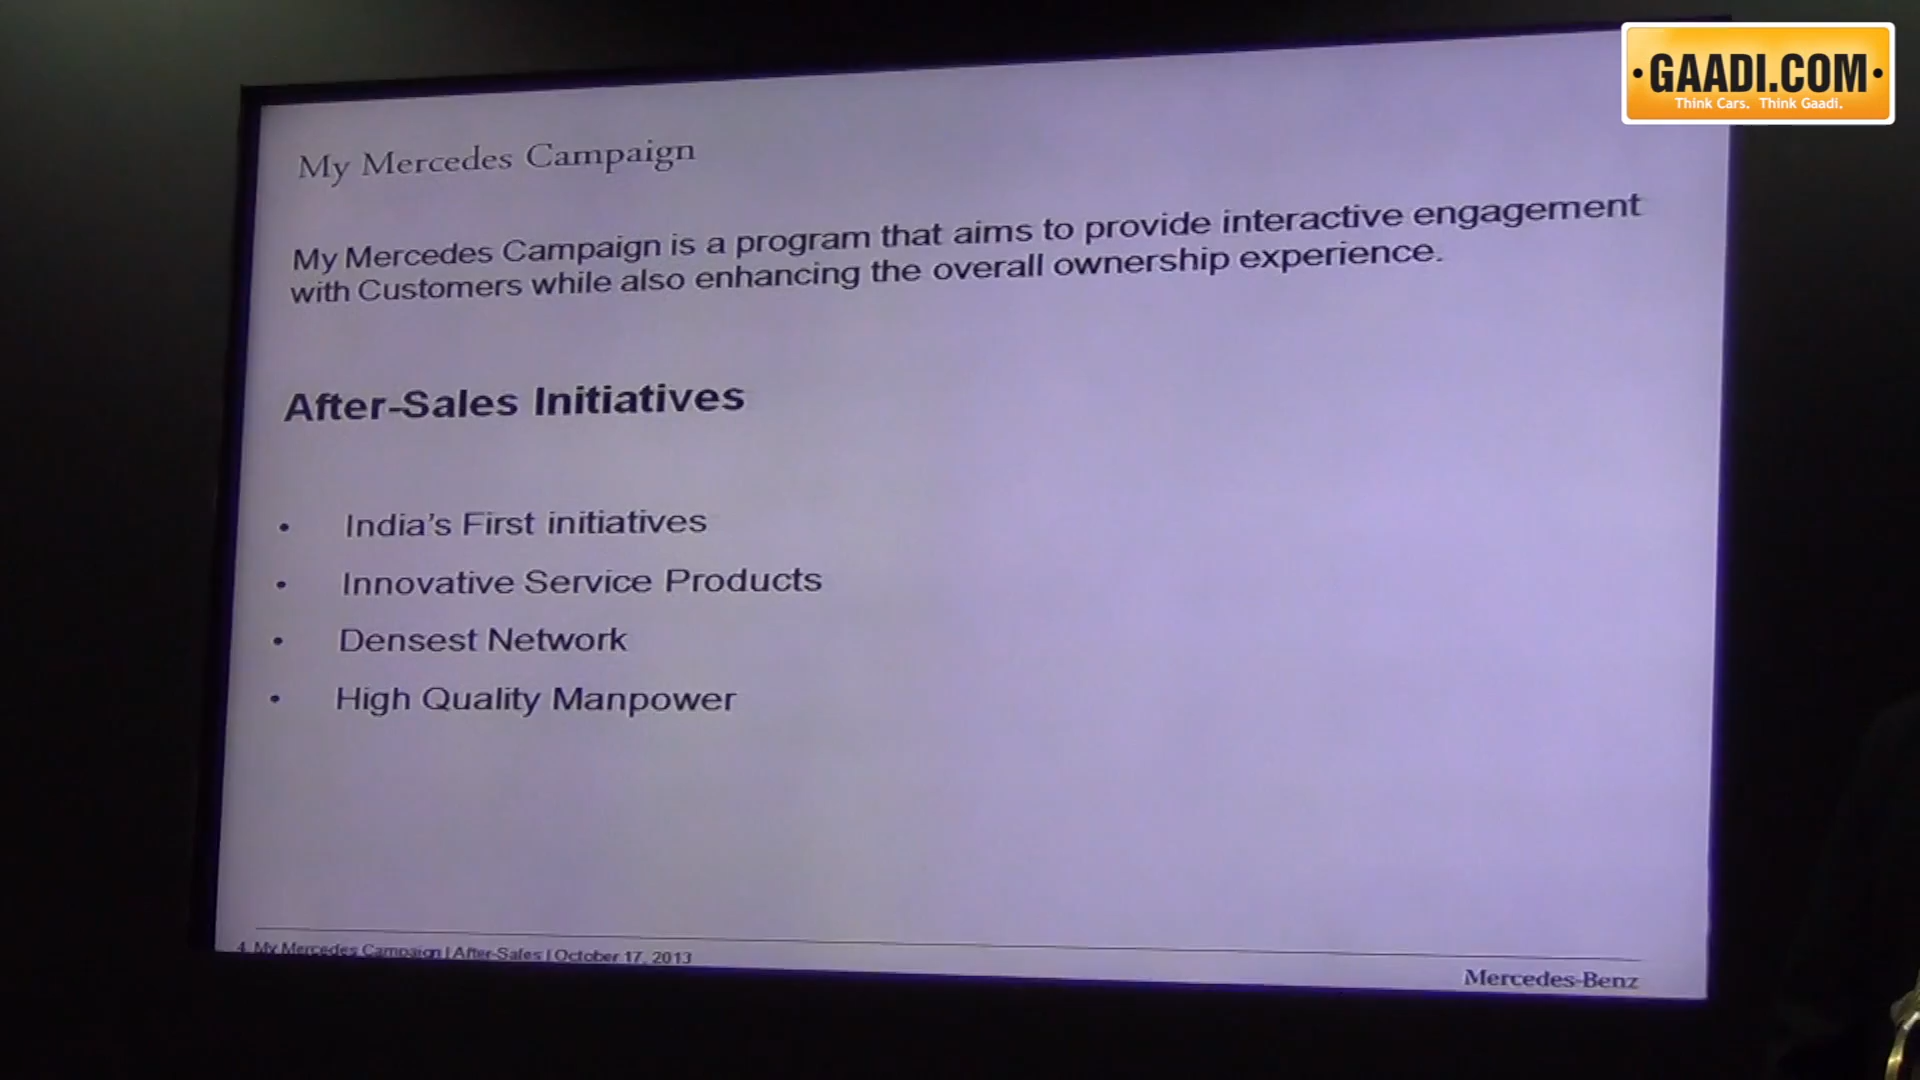 GAADI.COM
Think Cars. Think Gaadi.
My Mercedes Campaign
My Mercedes Campaign is a program that aims to provide interactive engagement
with Customers while also enhancing the overall ownership experience.
After-Sales Initiatives
• India's First initiatives
• Innovative Service Products
• Densest Network
• High Quality Manpower
4 My Mercedes Campaign | After-Sales | October 17, 2013
Mercedes-Benz